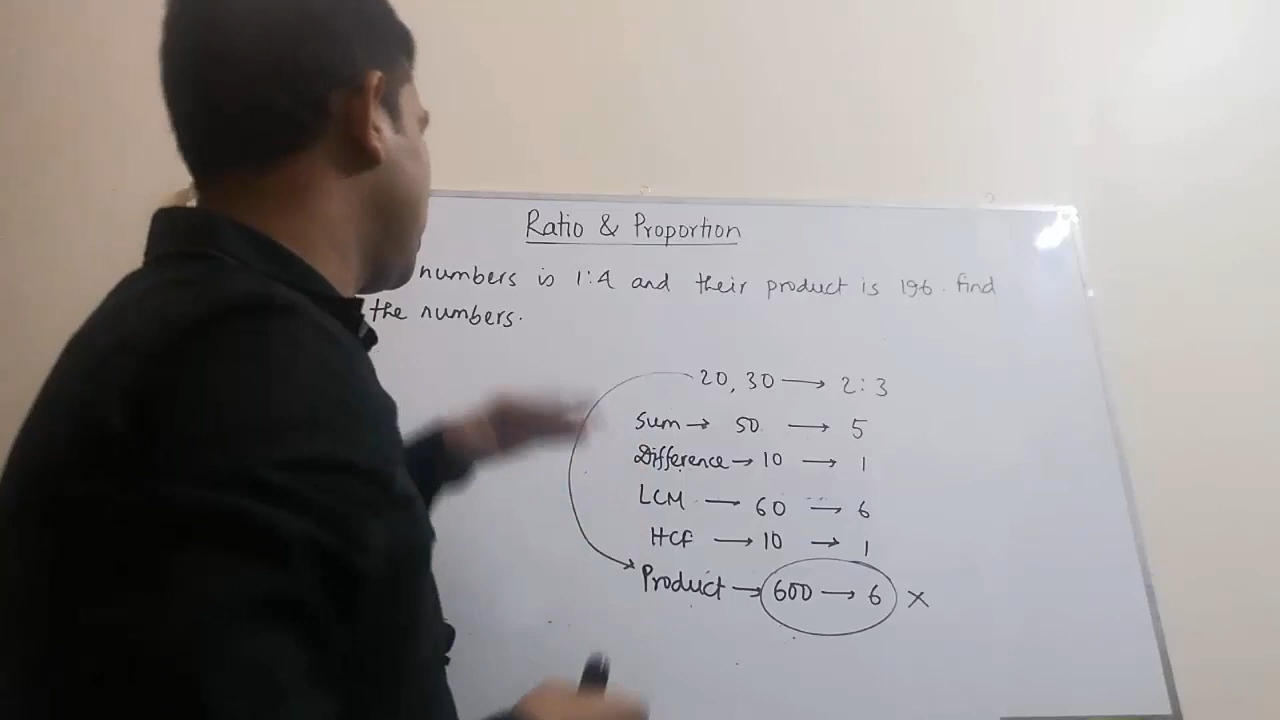 Ratio & Proportion
numbers is 1:4 and their product is 196. find
the numbers.
20, 30 → 2:3
Sum → 50 → 5
Difference → 10 → 1
LCM → 60 → 6
HCF → 10 → 1
Product → 600 → 6 ×